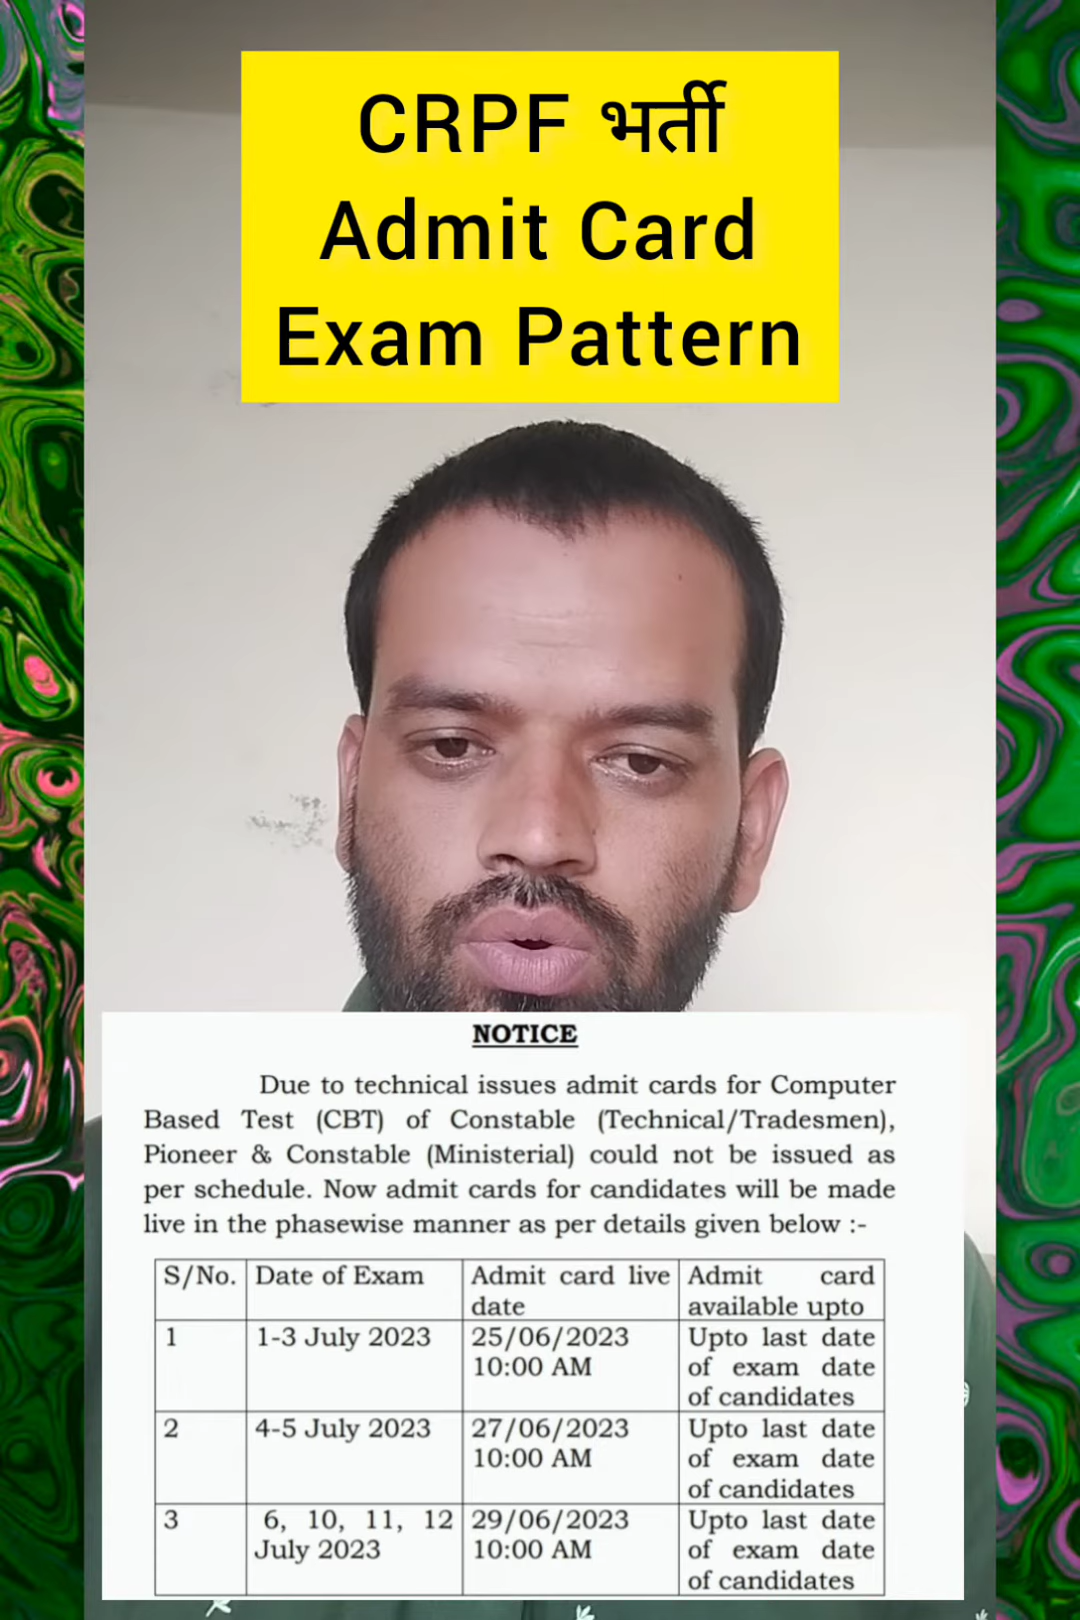 CRPF भर्ती
Admit Card
Exam Pattern
NOTICE
Due to technical issues admit cards for Computer
Based Test (CBT) of Constable (Technical/Tradesmen),
Pioneer & Constable (Ministerial) could not be issued as
per schedule. Now admit cards for candidates will be made
live in the phasewise manner as per details given below :-
S/No. Date of Exam Admit card live date Admit card available upto
1 1-3 July 2023 25/06/2023 10:00 AM Upto last date of exam date of candidates
2 4-5 July 2023 27/06/2023 10:00 AM Upto last date of exam date of candidates
3 6, 10, 11, 12 July 2023 29/06/2023 10:00 AM Upto last date of exam date of candidates